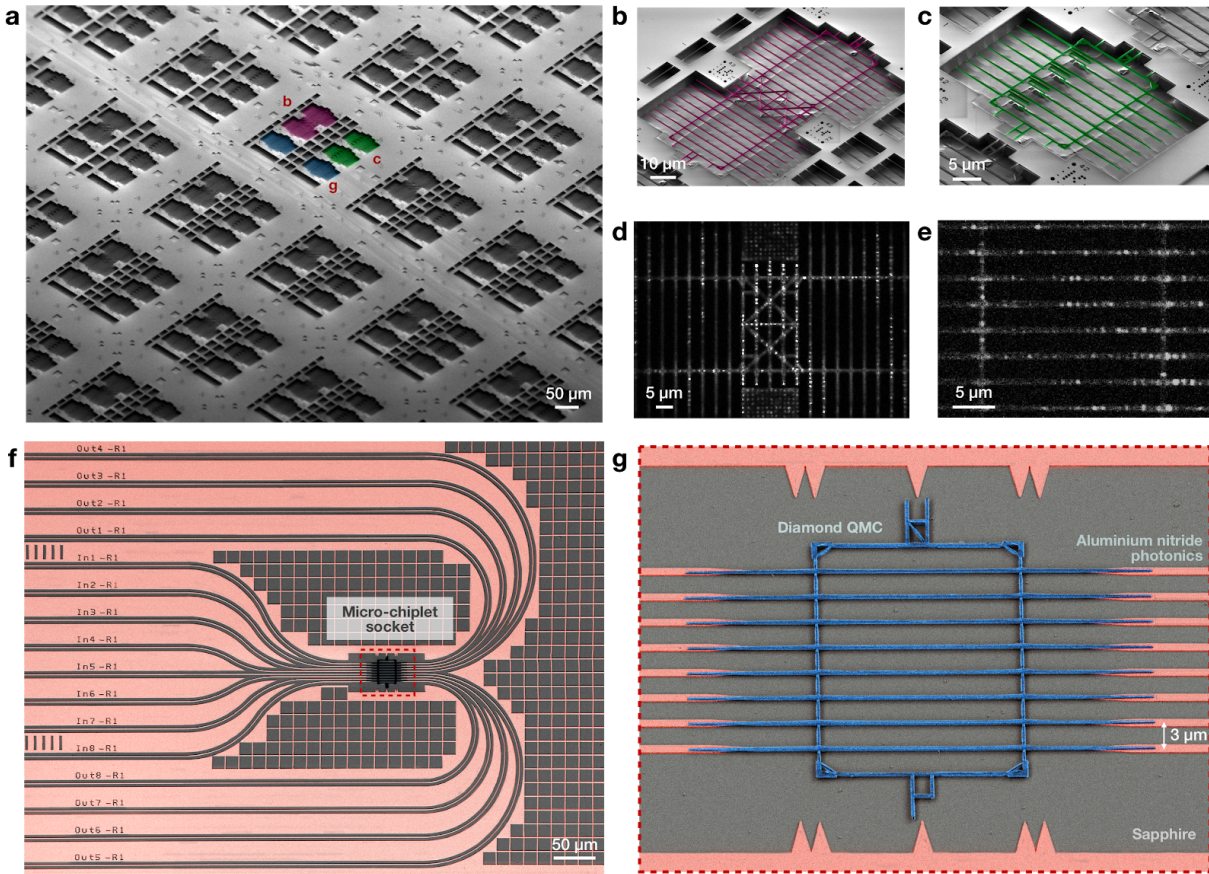 a
b
c
b
c
g
50 µm
10 µm
5 µm
d
e
5 µm
5 µm
f
Out4-R1
Out3-R1
Out2-R1
Out1-R1
In1-R1
In2-R1
In3-R1
In4-R1
In5-R1
In6-R1
In7-R1
In8-R1
Out8-R1
Out7-R1
Out6-R1
Out5-R1
Micro-chiplet
socket
50 µm
g
Diamond QMC
Aluminium nitride
photonics
3 µm
Sapphire